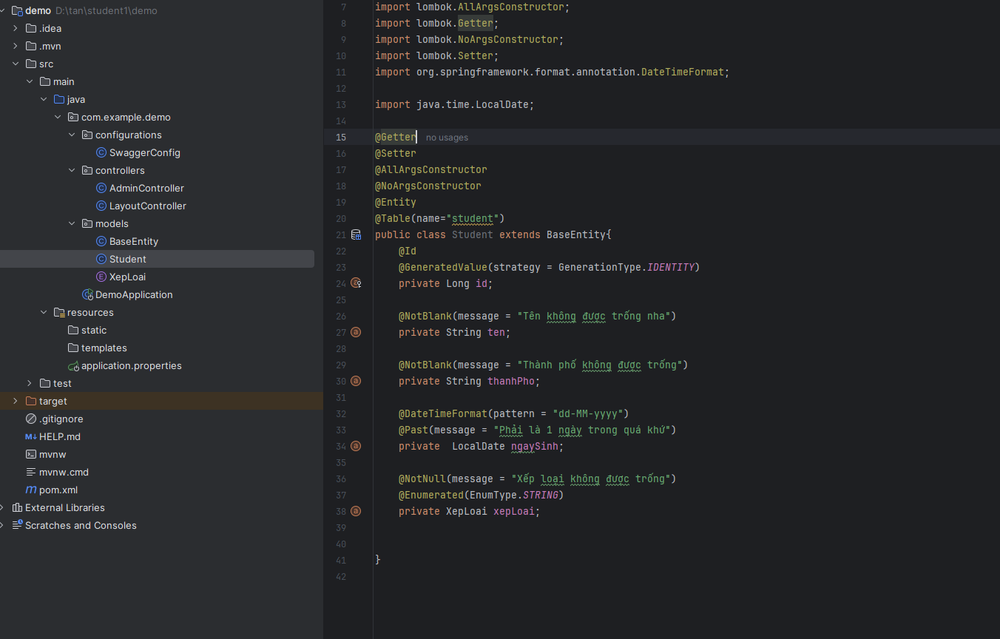 demo D:\tan\student1\demo
.idea
.mvn
src
main
java
com.example.demo
configurations
SwaggerConfig
controllers
AdminController
LayoutController
models
BaseEntity
Student
XepLoai
DemoApplication
resources
static
templates
application.properties
test
target
.gitignore
HELP.md
mvnw
mvnw.cmd
pom.xml
External Libraries
Scratches and Consoles
7 import lombok.AllArgsConstructor;
8 import lombok.Getter;
9 import lombok.NoArgsConstructor;
10 import lombok.Setter;
11 import org.springframework.format.annotation.DateTimeFormat;
12
13 import java.time.LocalDate;
14
15 @Getter no usages
16 @Setter
17 @AllArgsConstructor
18 @NoArgsConstructor
19 @Entity
20 @Table(name="student")
21 public class Student extends BaseEntity{
22 @Id
23 @GeneratedValue(strategy = GenerationType.IDENTITY)
24 private Long id;
25
26 @NotBlank(message = "Tên không được trống nha")
27 private String ten;
28
29 @NotBlank(message = "Thành phố không được trống")
30 private String thanhPho;
31
32 @DateTimeFormat(pattern = "dd-MM-yyyy")
33 @Past(message = "Phải là 1 ngày trong quá khứ")
34 private  LocalDate ngaySinh;
35
36 @NotNull(message = "Xếp loại không được trống")
37 @Enumerated(EnumType.STRING)
38 private XepLoai xepLoai;
39
40
41 }
42